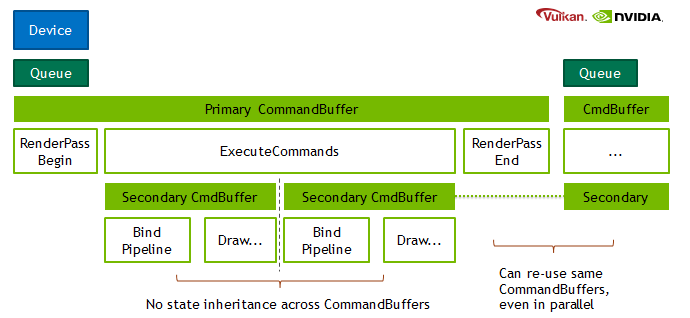 Vulkan. NVIDIA.
Device
Queue
Queue
Primary CommandBuffer
CmdBuffer
RenderPass
Begin
ExecuteCommands
RenderPass
End
...
Secondary CmdBuffer
Secondary CmdBuffer
Secondary
Bind
Pipeline
Draw...
Bind
Pipeline
Draw...
No state inheritance across CommandBuffers
Can re-use same
CommandBuffers,
even in parallel